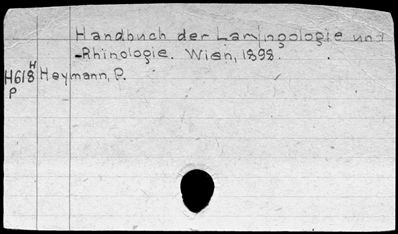 Handbuch der Laryngologie und
-Rhinologie. Wien, 1898.
H
H618 Heymann, P.
P